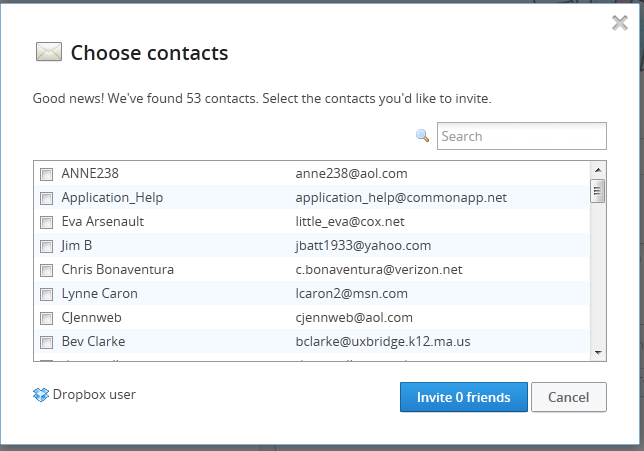 Choose contacts
Good news! We've found 53 contacts. Select the contacts you'd like to invite.
Search
ANNE238 anne238@aol.com
Application_Help application_help@commonapp.net
Eva Arsenault little_eva@cox.net
Jim B jbatt1933@yahoo.com
Chris Bonaventura c.bonaventura@verizon.net
Lynne Caron lcaron2@msn.com
CJennweb cjennweb@aol.com
Bev Clarke bclarke@uxbridge.k12.ma.us
Dropbox user Invite 0 friends Cancel